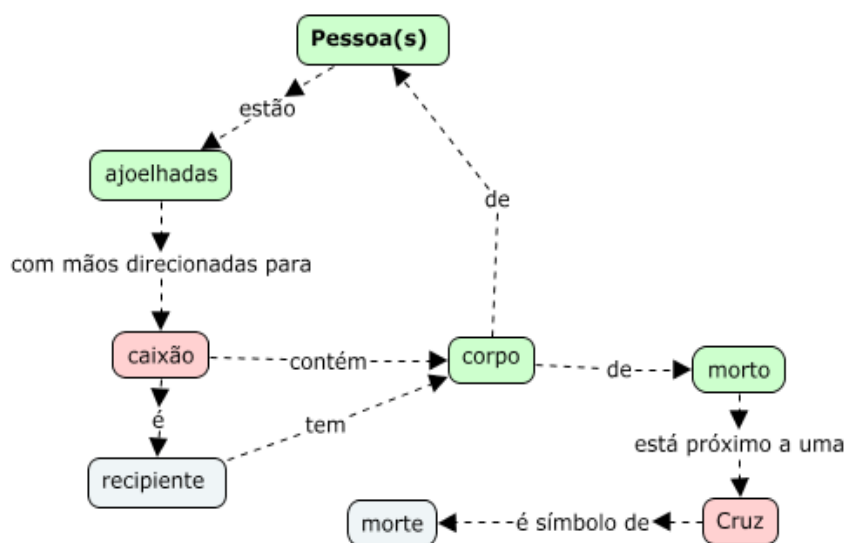 Pessoa(s)
estão
ajoelhadas
de
com mãos direcionadas para
caixão
contém
corpo
de
morto
é
tem
está próximo a uma
recipiente
morte
é símbolo de
Cruz